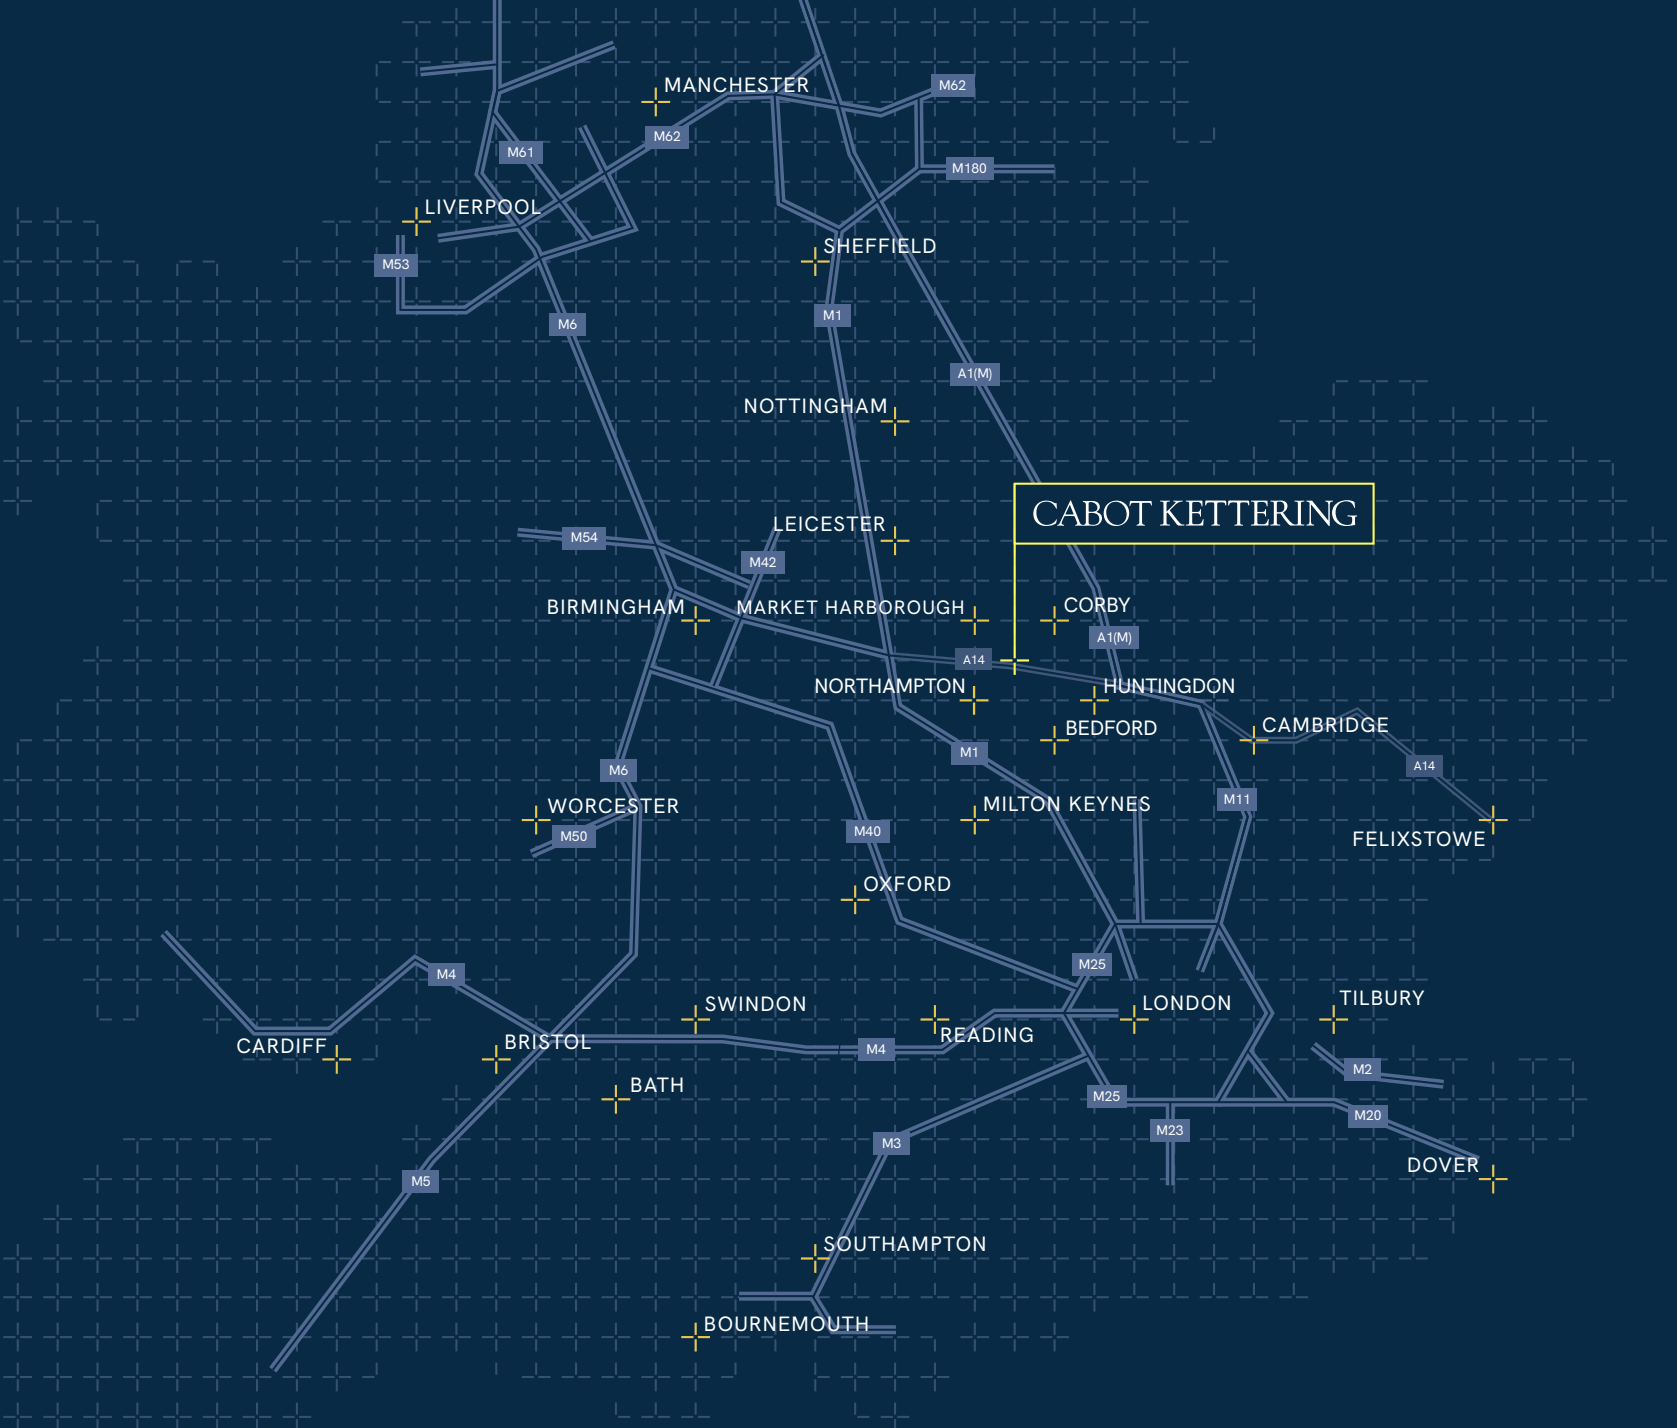 MANCHESTER
M62
M62
M61
M180
LIVERPOOL
SHEFFIELD
M53
M1
M6
A1(M)
NOTTINGHAM
CABOT KETTERING
LEICESTER
M54
M42
BIRMINGHAM
MARKET HARBOROUGH
CORBY
A1(M)
A14
NORTHAMPTON
HUNTINGDON
CAMBRIDGE
BEDFORD
M1
A14
M6
M11
WORCESTER
MILTON KEYNES
M50
M40
FELIXSTOWE
OXFORD
M25
M4
SWINDON
LONDON
TILBURY
READING
BRISTOL
CARDIFF
M4
M2
BATH
M25
M20
M23
M3
DOVER
M5
SOUTHAMPTON
BOURNEMOUTH